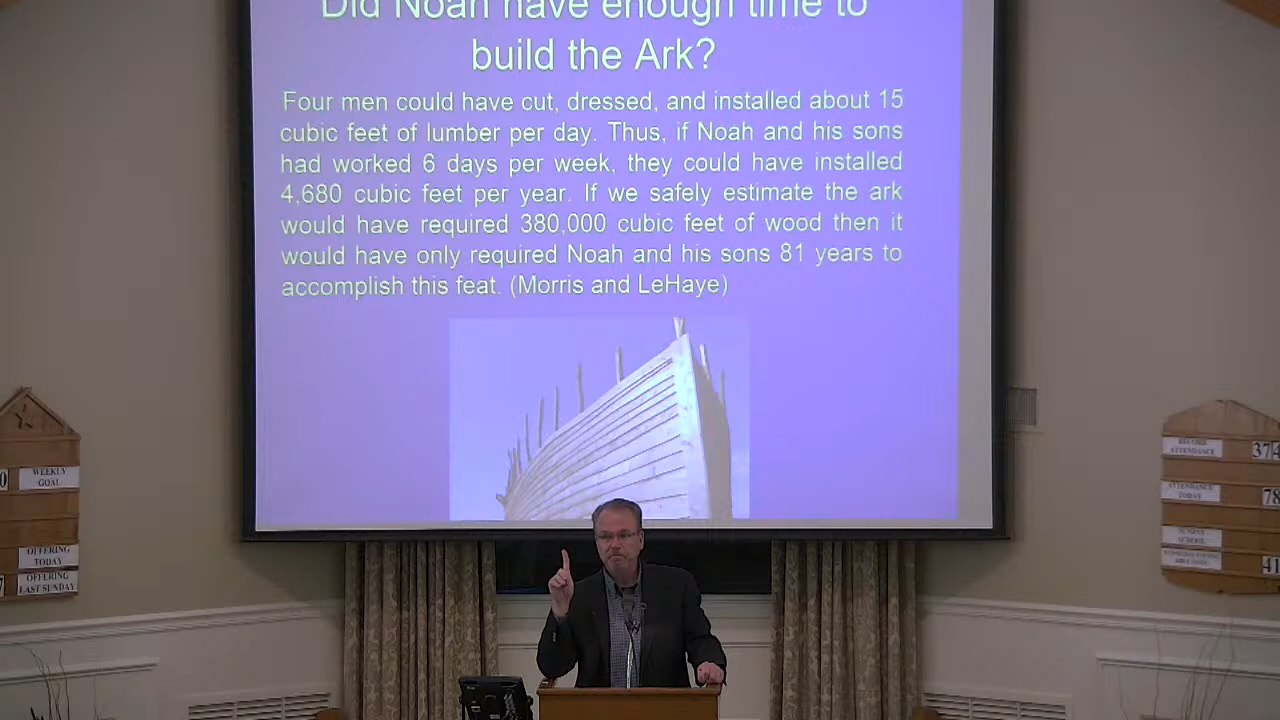 Did Noah have enough time to
build the Ark?
Four men could have cut, dressed, and installed about 15
cubic feet of lumber per day. Thus, if Noah and his sons
had worked 6 days per week, they could have installed
4,680 cubic feet per year. If we safely estimate the ark
would have required 380,000 cubic feet of wood then it
would have only required Noah and his sons 81 years to
accomplish this feat. (Morris and LeHaye)
WEEKLY
GOAL
OFFERING
TODAY
OFFERING
LAST SUNDAY
RECORD
ATTENDANCE
374
ATTENDANCE
TODAY
78
SUNDAY
SCHOOL
41